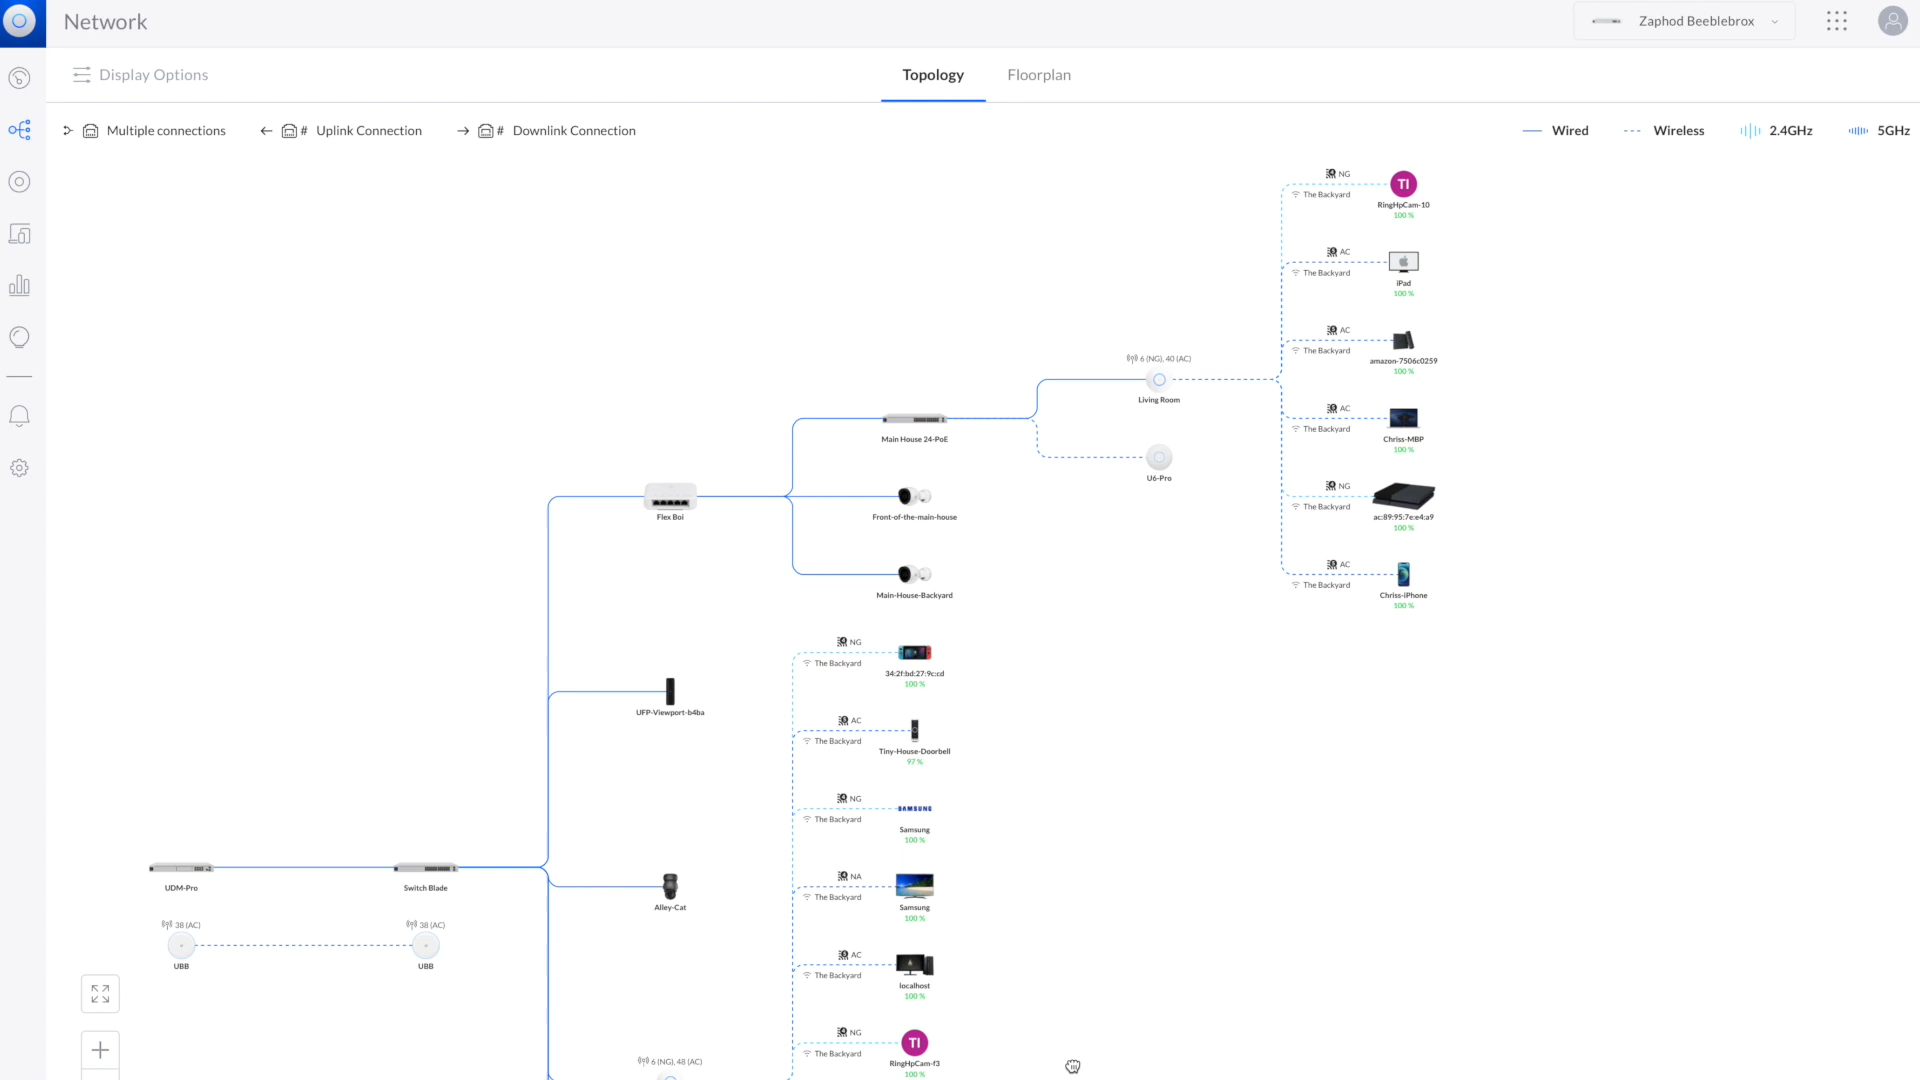 Network
Zaphod Beeblebrox
Display Options
Topology
Floorplan
Multiple connections
# Uplink Connection
# Downlink Connection
Wired
Wireless
2.4GHz
5GHz
NG
The Backyard
TI
RingHpCam-10
100 %
AC
The Backyard
iPad
100 %
AC
The Backyard
amazon-7506c0259
100 %
6 (NG), 40 (AC)
Living Room
AC
The Backyard
Chriss-MBP
100 %
Main House 24-PoE
U6-Pro
NG
The Backyard
ac:89:95:7e:e4:a9
100 %
Flex Boi
Front-of-the-main-house
AC
The Backyard
Chriss-iPhone
100 %
Main-House-Backyard
NG
The Backyard
34:2f:bd:27:9c:cd
100 %
UFP-Viewport-b4ba
AC
The Backyard
Tiny-House-Doorbell
97 %
NG
The Backyard
SAMSUNG
Samsung
100 %
UDM-Pro
Switch Blade
Alley-Cat
NA
The Backyard
Samsung
100 %
38 (AC)
UBB
38 (AC)
UBB
AC
The Backyard
localhost
100 %
NG
The Backyard
TI
RingHpCam-f3
100 %
6 (NG), 48 (AC)